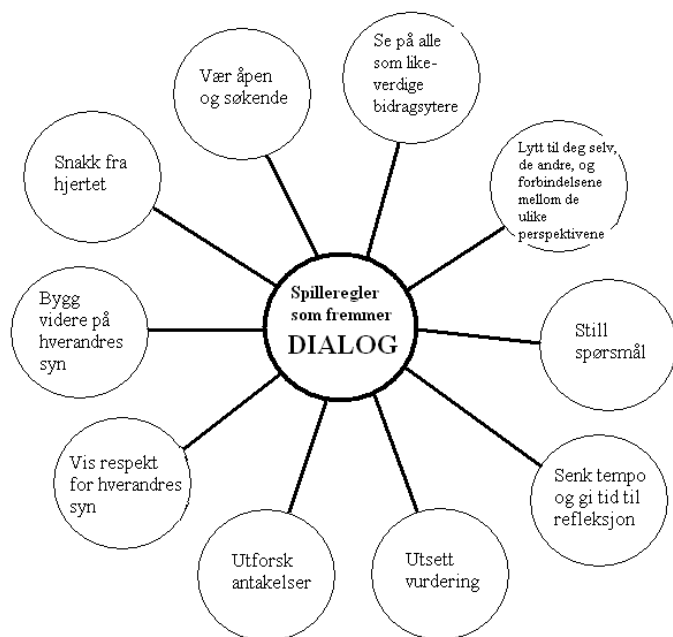 Spilleregler
som fremmer
DIALOG
Se på alle
som like-
verdige
bidragsytere
Lytt til deg selv,
de andre, og
forbindelsene
mellom de
ulike
perspektivene
Still
spørsmål
Senk tempo
og gi tid til
refleksjon
Utsett
vurdering
Utforsk
antakelser
Vis respekt
for hverandres
syn
Bygg
videre på
hverandres
syn
Snakk fra
hjertet
Vær åpen
og søkende